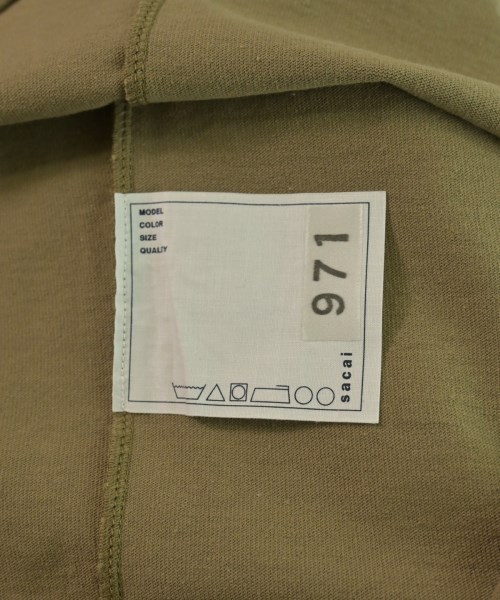 MODEL
COLOR
SIZE
QUALITY
971
sacai